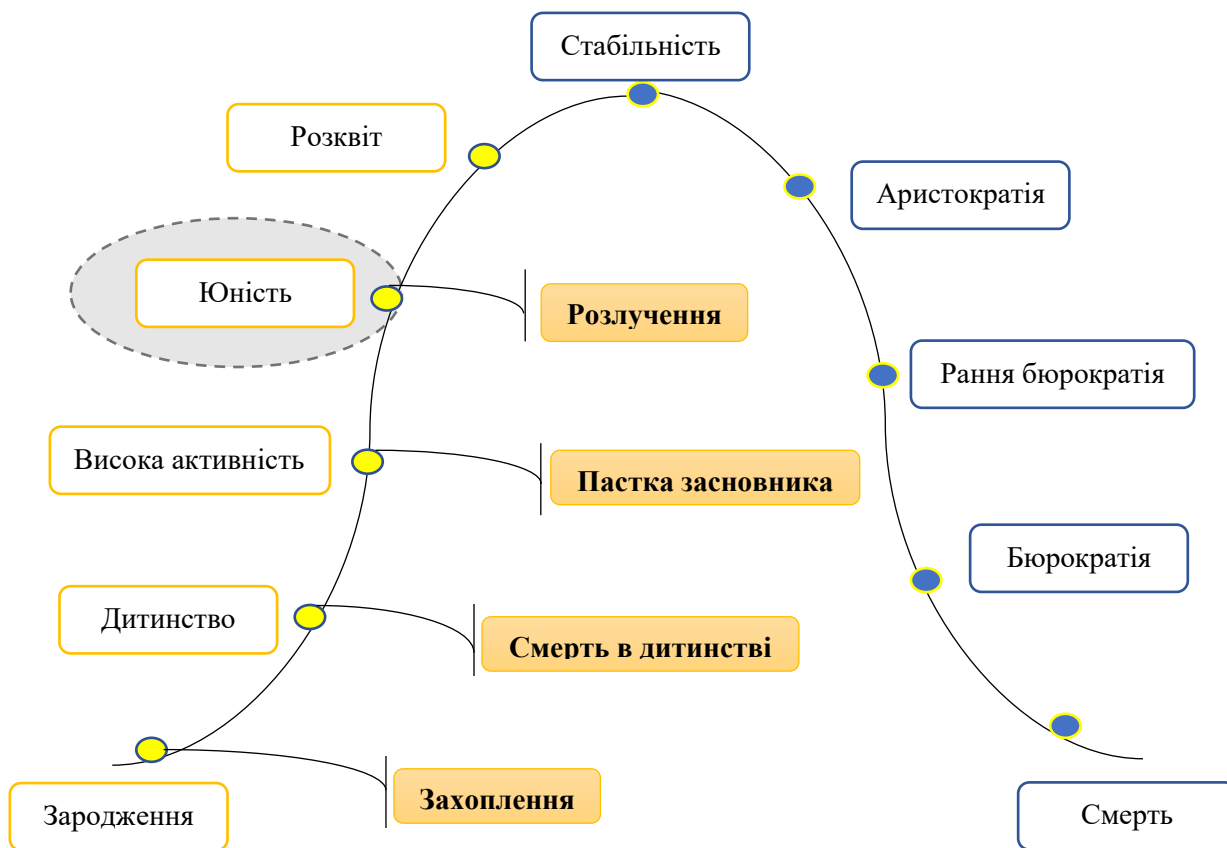 Стабільність
Розквіт
Аристократія
Юність
Розлучення
Рання бюрократія
Висока активність
Пастка засновника
Бюрократія
Дитинство
Смерть в дитинстві
Зародження
Захоплення
Смерть